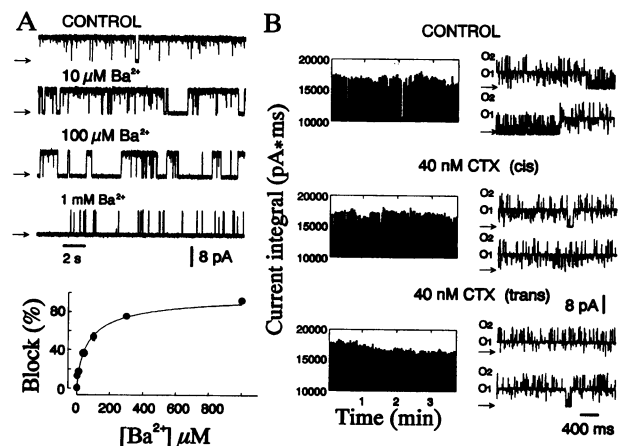 A
CONTROL
10 µM Ba²⁺
100 µM Ba²⁺
1 mM Ba²⁺
2 s
8 pA
Block (%)
80
40
0
0 200 400 600 800
[Ba²⁺] µM
B
CONTROL
Current integral (pA*ms)
20000
15000
10000
O2
O1
O2
O1
40 nM CTX (cis)
20000
15000
10000
O2
O1
O2
O1
40 nM CTX (trans)
8 pA
20000
15000
10000
O2
O1
O2
O1
1 2 3
Time (min)
400 ms